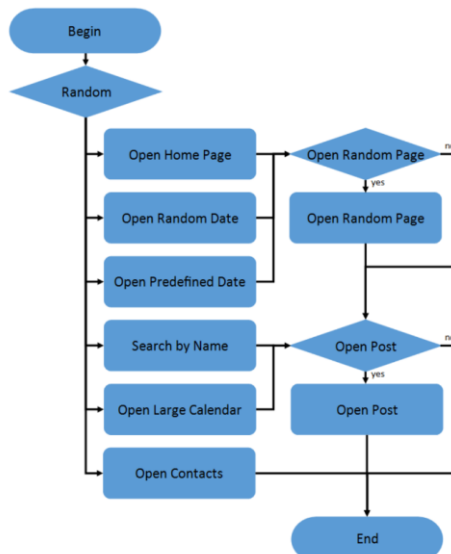 Begin
Random
Open Home Page
Open Random Page
yes
Open Random Date
Open Random Page
Open Predefined Date
Search by Name
Open Post
yes
Open Large Calendar
Open Post
Open Contacts
End